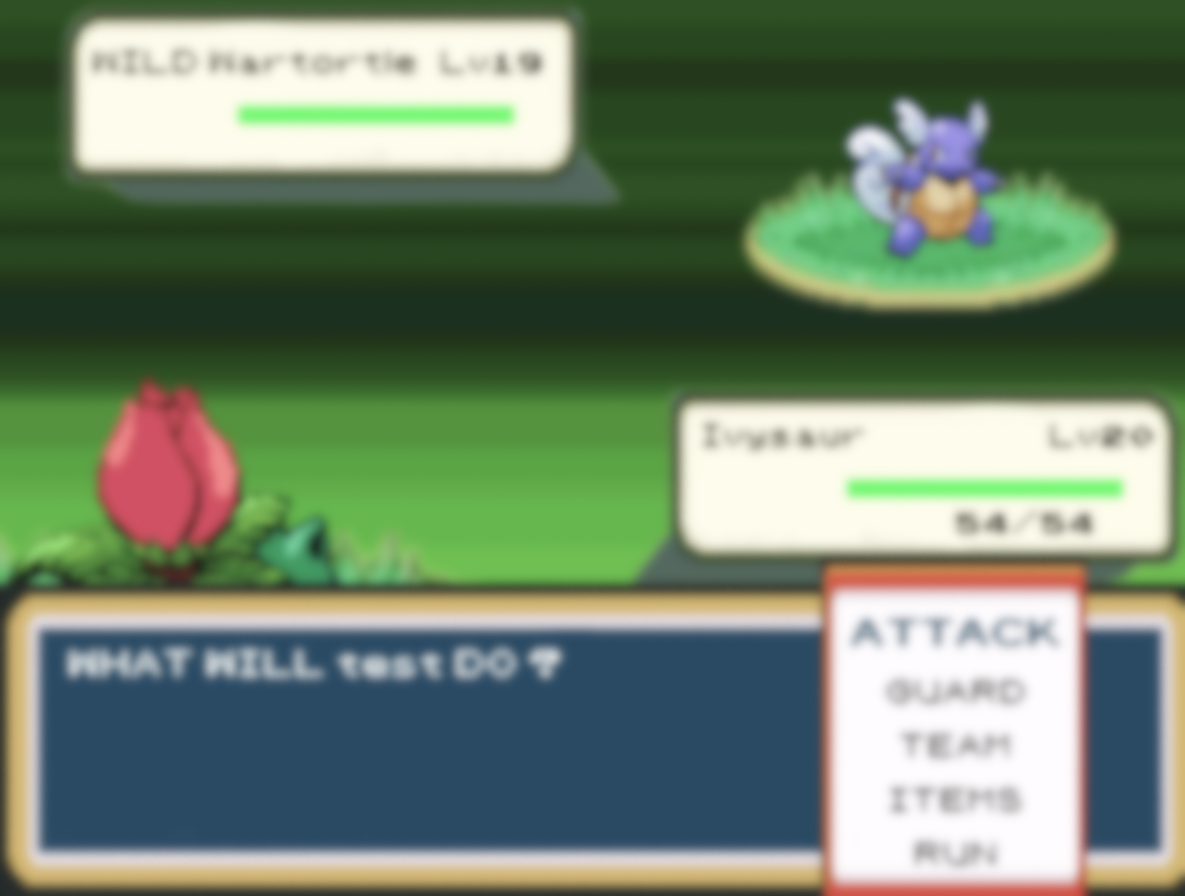 WILD Wartortle Lv19
Ivysaur Lv20
54/54
WHAT WILL test DO ?
ATTACK
GUARD
TEAM
ITEMS
RUN